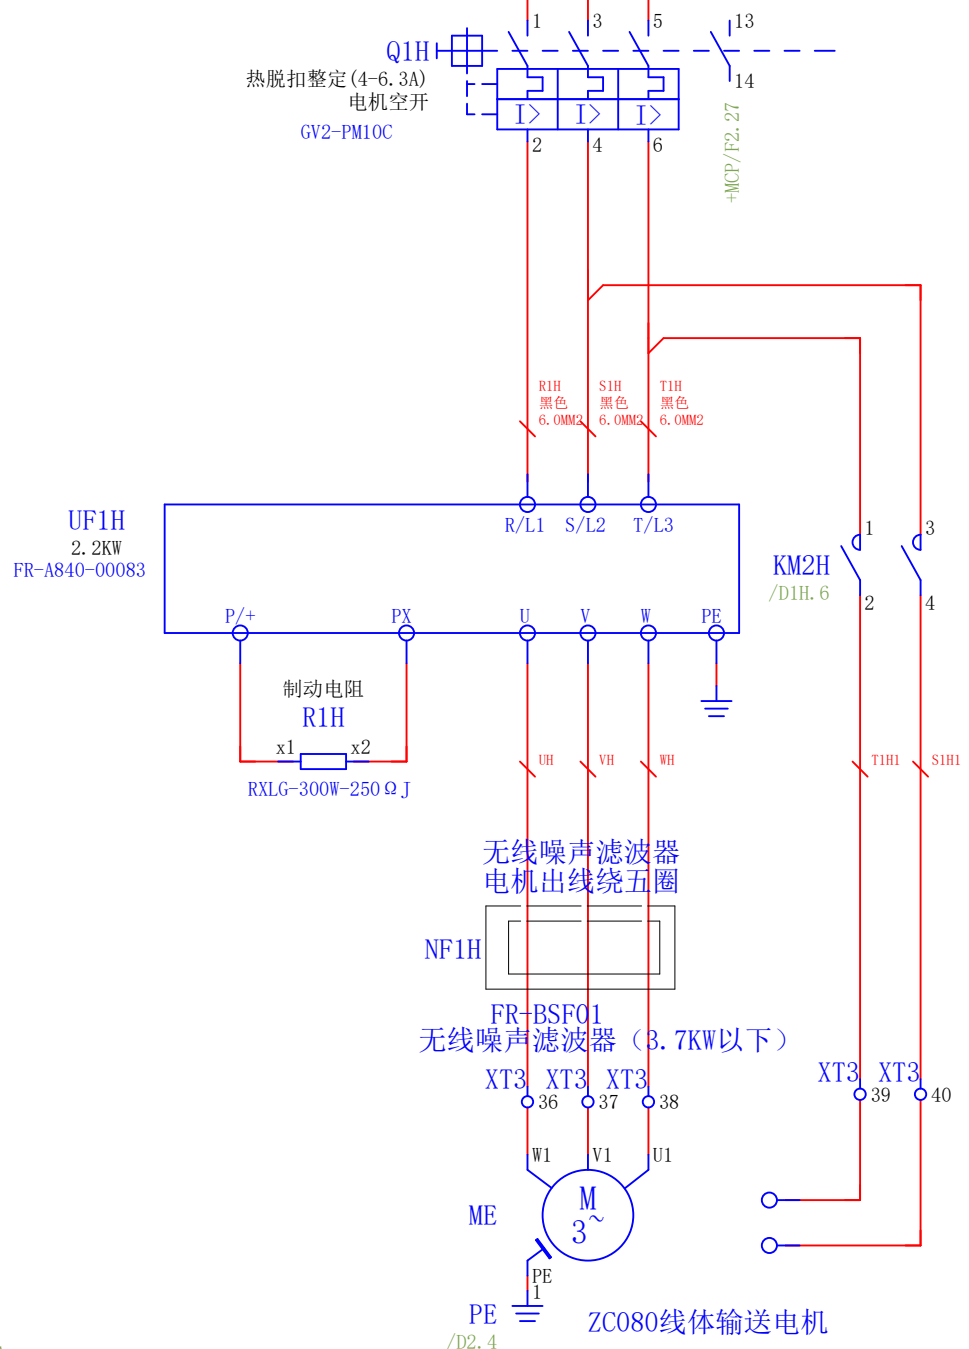 1
3
5
13
Q1H
热脱扣整定(4-6.3A)
14
电机空开
I>
I>
I>
GV2-PM10C
2
4
6
+MCP/F2.27
R1H
黑色
6.0MM2
S1H
黑色
6.0MM2
T1H
黑色
6.0MM2
UF1H
2.2KW
FR-A840-00083
R/L1
S/L2
T/L3
1
3
KM2H
/D1H.6
2
4
P/+
PX
U
V
W
PE
制动电阻
R1H
x1
x2
RXLG-300W-250ΩJ
UH
VH
WH
T1H1
S1H1
无线噪声滤波器
电机出线绕五圈
NF1H
FR-BSF01
无线噪声滤波器（3.7KW以下）
XT3
XT3
XT3
XT3
XT3
36
37
38
39
40
W1
V1
U1
M
3~
ME
PE
1
PE
/D2.4
ZC080线体输送电机